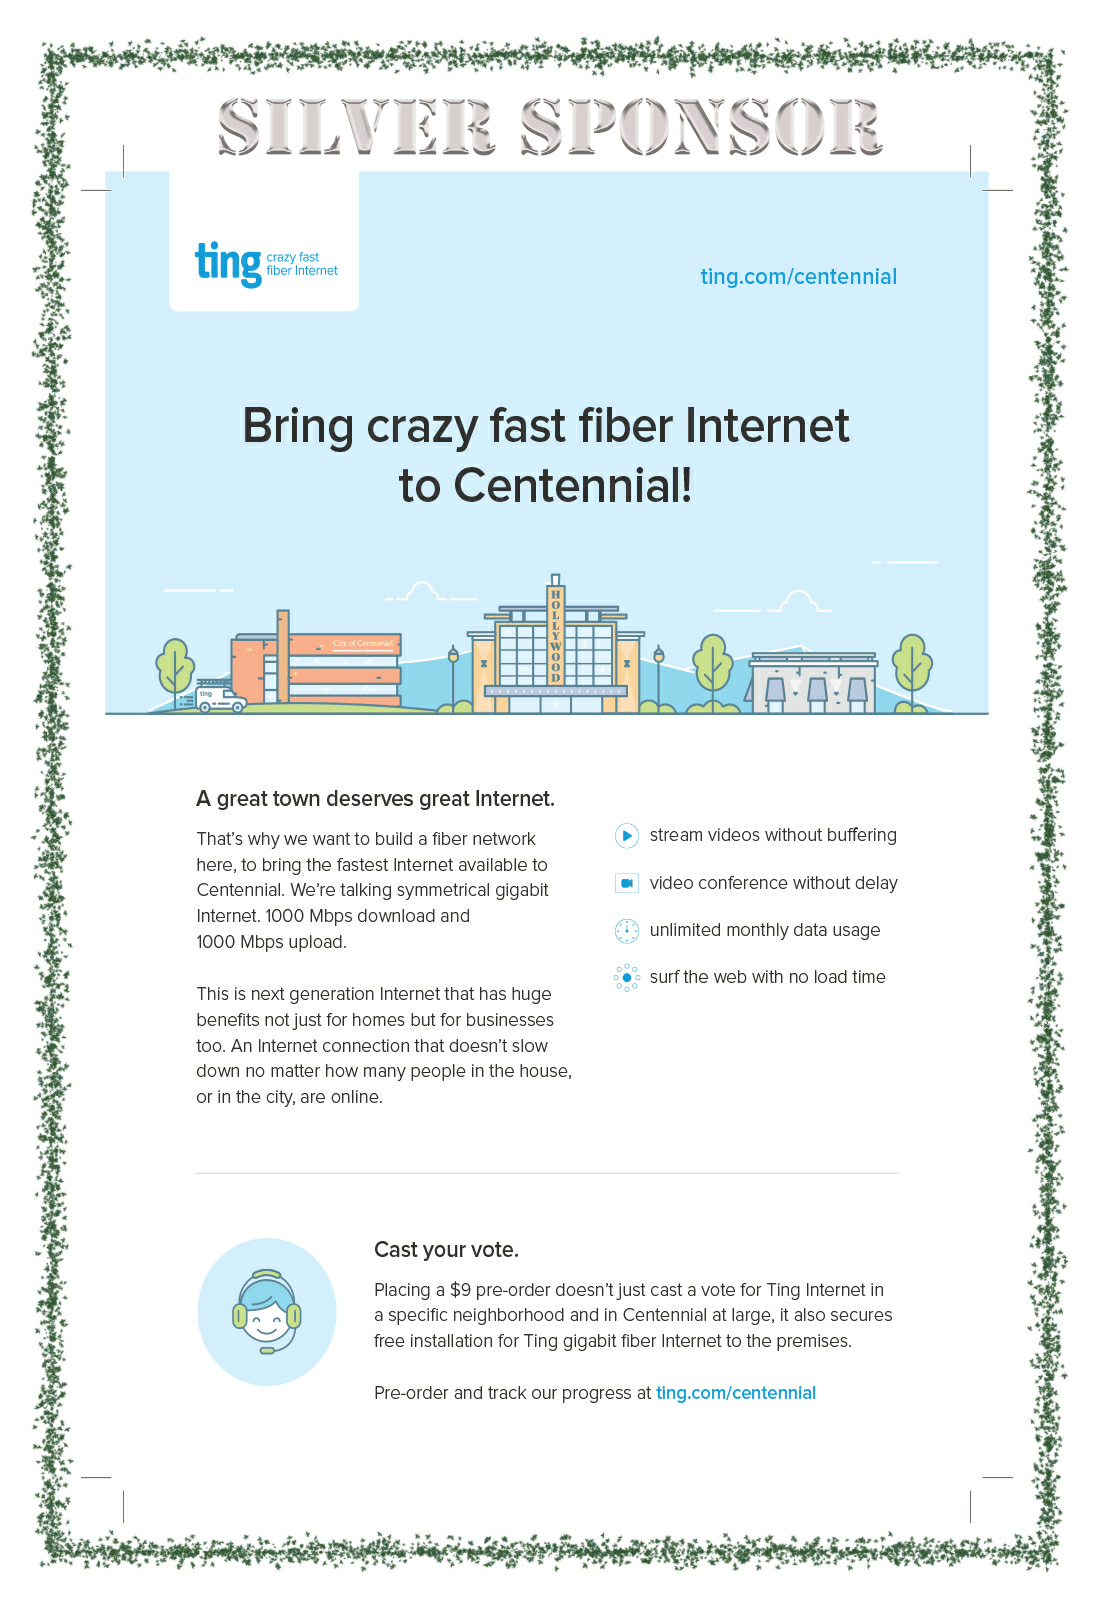 SILVER SPONSOR
ting crazy fast
fiber Internet
ting.com/centennial
Bring crazy fast fiber Internet
to Centennial!
HOLLYWOOD
City of Centennial
ting
A great town deserves great Internet.
That's why we want to build a fiber network
here, to bring the fastest Internet available to
Centennial. We're talking symmetrical gigabit
Internet. 1000 Mbps download and
1000 Mbps upload.
This is next generation Internet that has huge
benefits not just for homes but for businesses
too. An Internet connection that doesn't slow
down no matter how many people in the house,
or in the city, are online.
stream videos without buffering
video conference without delay
unlimited monthly data usage
surf the web with no load time
Cast your vote.
Placing a $9 pre-order doesn't just cast a vote for Ting Internet in
a specific neighborhood and in Centennial at large, it also secures
free installation for Ting gigabit fiber Internet to the premises.
Pre-order and track our progress at ting.com/centennial